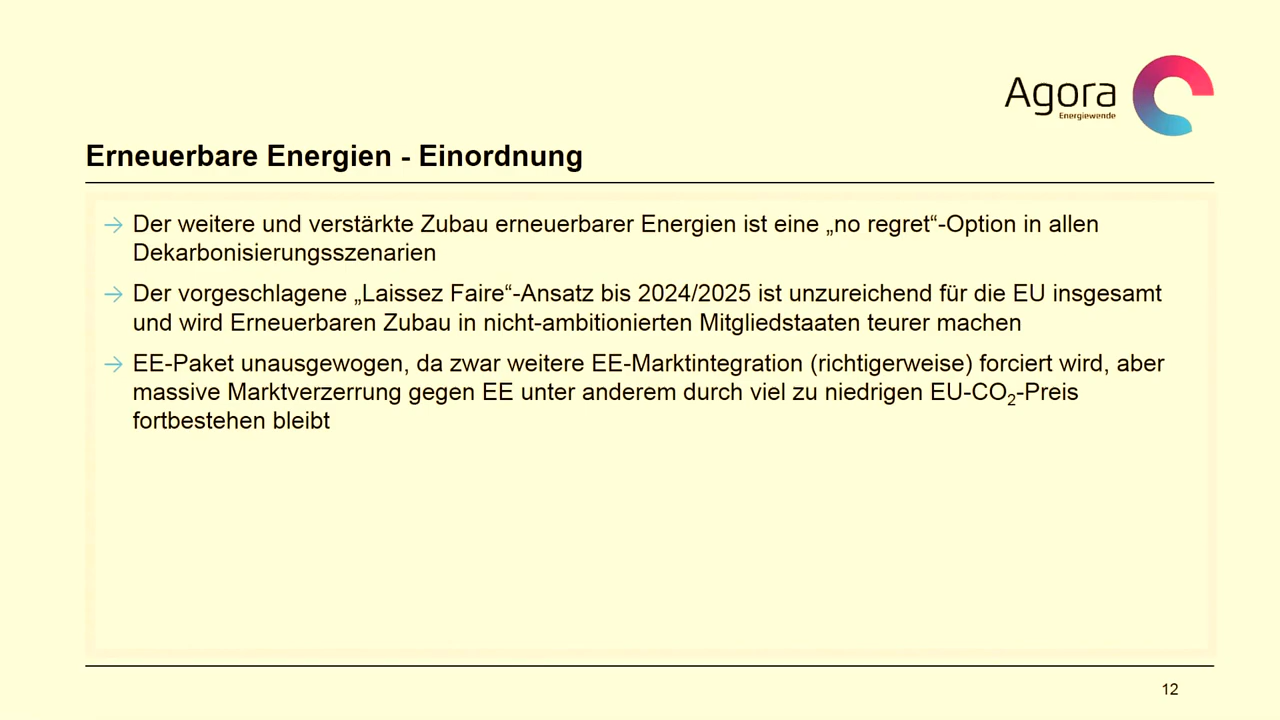 Agora
Energiewende
Erneuerbare Energien - Einordnung
→ Der weitere und verstärkte Zubau erneuerbarer Energien ist eine „no regret“-Option in allen
Dekarbonisierungsszenarien
→ Der vorgeschlagene „Laissez Faire“-Ansatz bis 2024/2025 ist unzureichend für die EU insgesamt
und wird Erneuerbaren Zubau in nicht-ambitionierten Mitgliedstaaten teurer machen
→ EE-Paket unausgewogen, da zwar weitere EE-Marktintegration (richtigerweise) forciert wird, aber
massive Marktverzerrung gegen EE unter anderem durch viel zu niedrigen EU-CO₂-Preis
fortbestehen bleibt
12